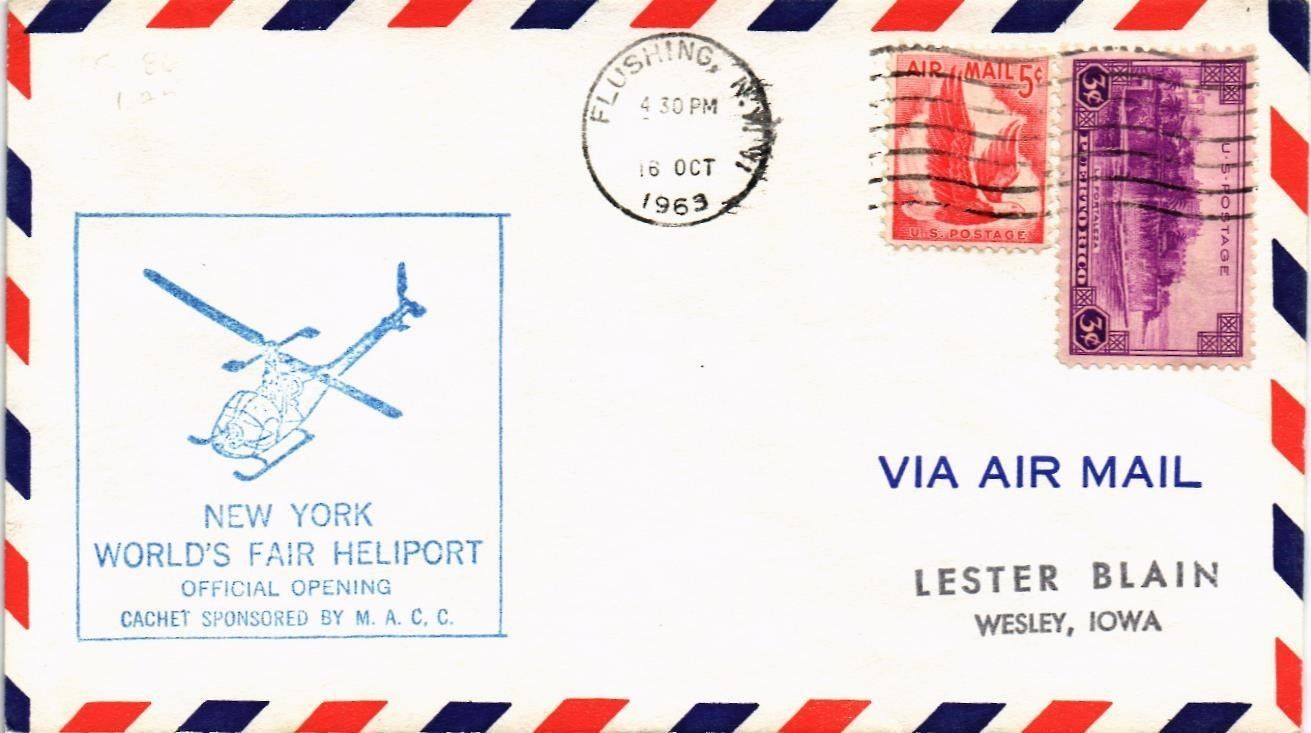 FLUSHING, N.Y.
4 30 PM
16 OCT
1963
AIR MAIL 5¢
U.S. POSTAGE
3¢ PUERTO RICO 3¢
LA FORTALEZA
U·S·POSTAGE
NEW YORK
WORLD'S FAIR HELIPORT
OFFICIAL OPENING
CACHET SPONSORED BY M. A. C. C.
VIA AIR MAIL
LESTER BLAIN
WESLEY, IOWA